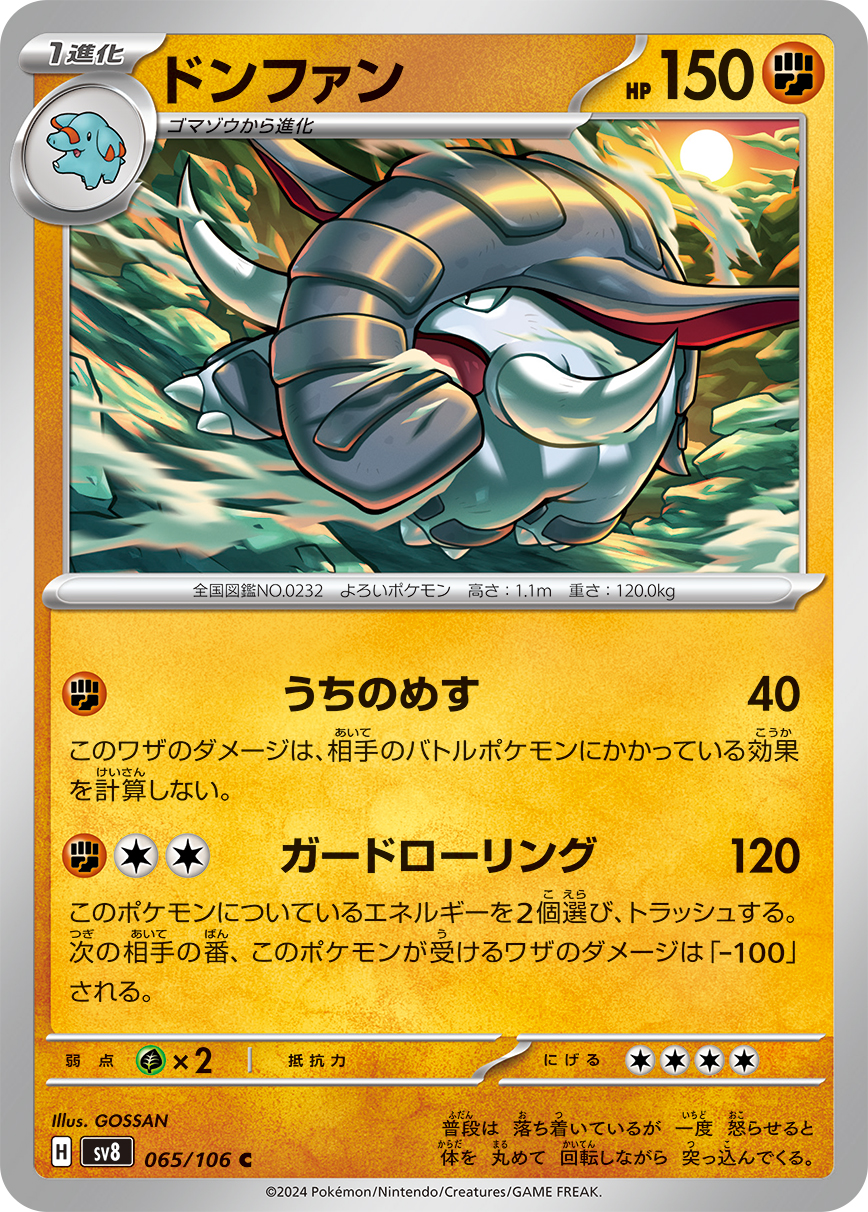 1進化
ドンファン
HP 150
ゴマゾウから進化
全国図鑑NO.0232 よろいポケモン 高さ:1.1m 重さ:120.0kg
うちのめす 40
このワザのダメージは、相手のバトルポケモンにかかっている効果
を計算しない。
ガードローリング 120
このポケモンについているエネルギーを2個選び、トラッシュする。
次の相手の番、このポケモンが受けるワザのダメージは「-100」
される。
弱点 ×2 抵抗力 にげる
Illus. GOSSAN
普段は 落ち着いているが 一度 怒らせると
体を 丸めて 回転しながら 突っ込んでくる。
H sv8 065/106 C
©2024 Pokémon/Nintendo/Creatures/GAME FREAK.